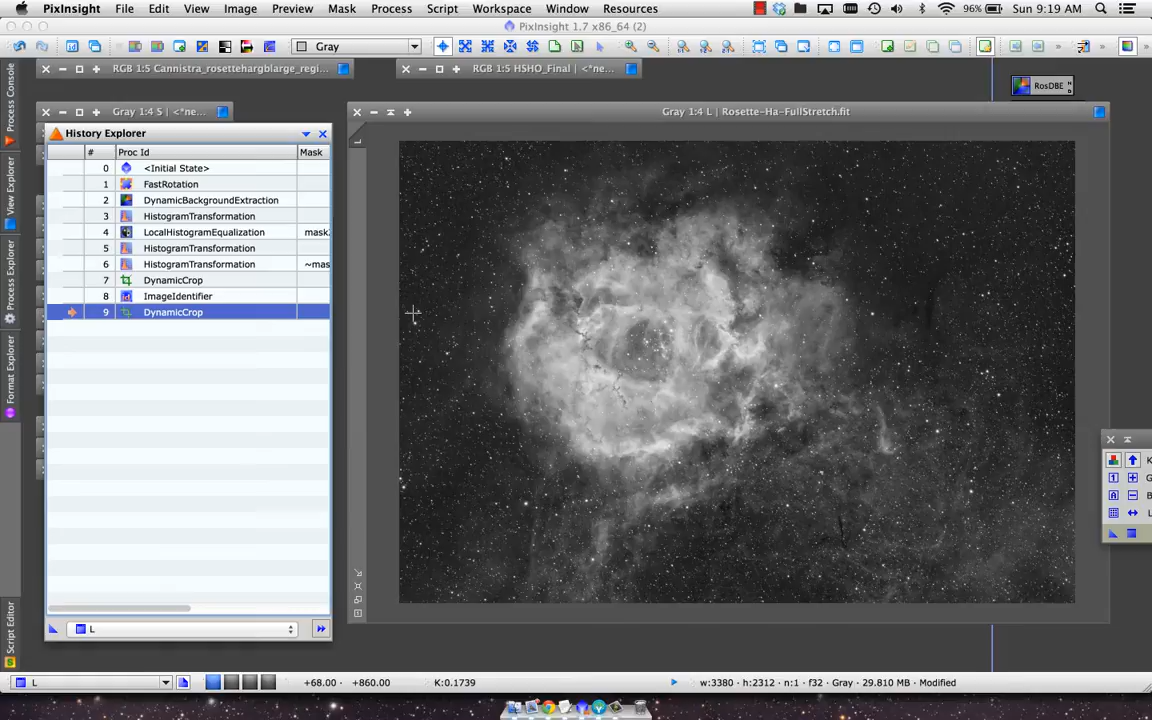 PixInsight File Edit View Image Preview Mask Process Script Workspace Window Resources 96% Sun 9:19 AM
PixInsight 1.7 x86_64 (2)
Gray
RGB 1:5 Cannistra_rosettehargblarge_regi...
RGB 1:5 HSHO_Final | <*ne...
RosDBE
Process Console
View Explorer
Process Explorer
Format Explorer
Script Editor
Gray 1:4 S | <*ne...
Gray 1:4 L | Rosette-Ha-FullStretch.fit
History Explorer
# Proc Id Mask
0 <Initial State>
1 FastRotation
2 DynamicBackgroundExtraction
3 HistogramTransformation
4 LocalHistogramEqualization mask
5 HistogramTransformation
6 HistogramTransformation ~mas
7 DynamicCrop
8 ImageIdentifier
9 DynamicCrop
L
K
G
B
L
L
+68.00 +860.00 K:0.1739 w:3380 h:2312 n:1 f32 Gray 29.810 MB Modified